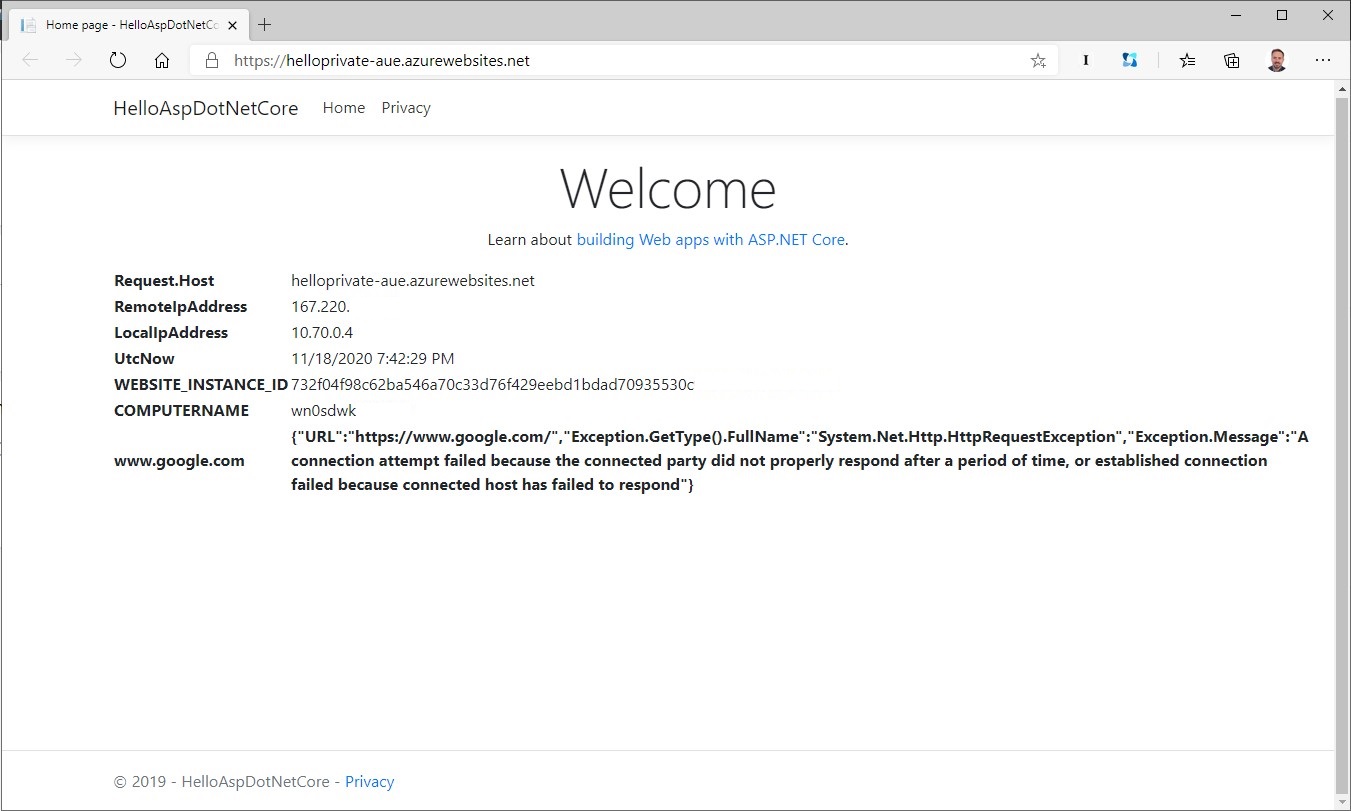 Home page - HelloAspDotNetCo
https://helloprivate-aue.azurewebsites.net
I
HelloAspDotNetCore Home Privacy
Welcome
Learn about building Web apps with ASP.NET Core.
Request.Host helloprivate-aue.azurewebsites.net
RemoteIpAddress 167.220.
LocalIpAddress 10.70.0.4
UtcNow 11/18/2020 7:42:29 PM
WEBSITE_INSTANCE_ID 732f04f98c62ba546a70c33d76f429eebd1bdad70935530c
COMPUTERNAME wn0sdwk
{"URL":"https://www.google.com/","Exception.GetType().FullName":"System.Net.Http.HttpRequestException","Exception.Message":"A
www.google.com connection attempt failed because the connected party did not properly respond after a period of time, or established connection
failed because connected host has failed to respond"}
© 2019 - HelloAspDotNetCore - Privacy